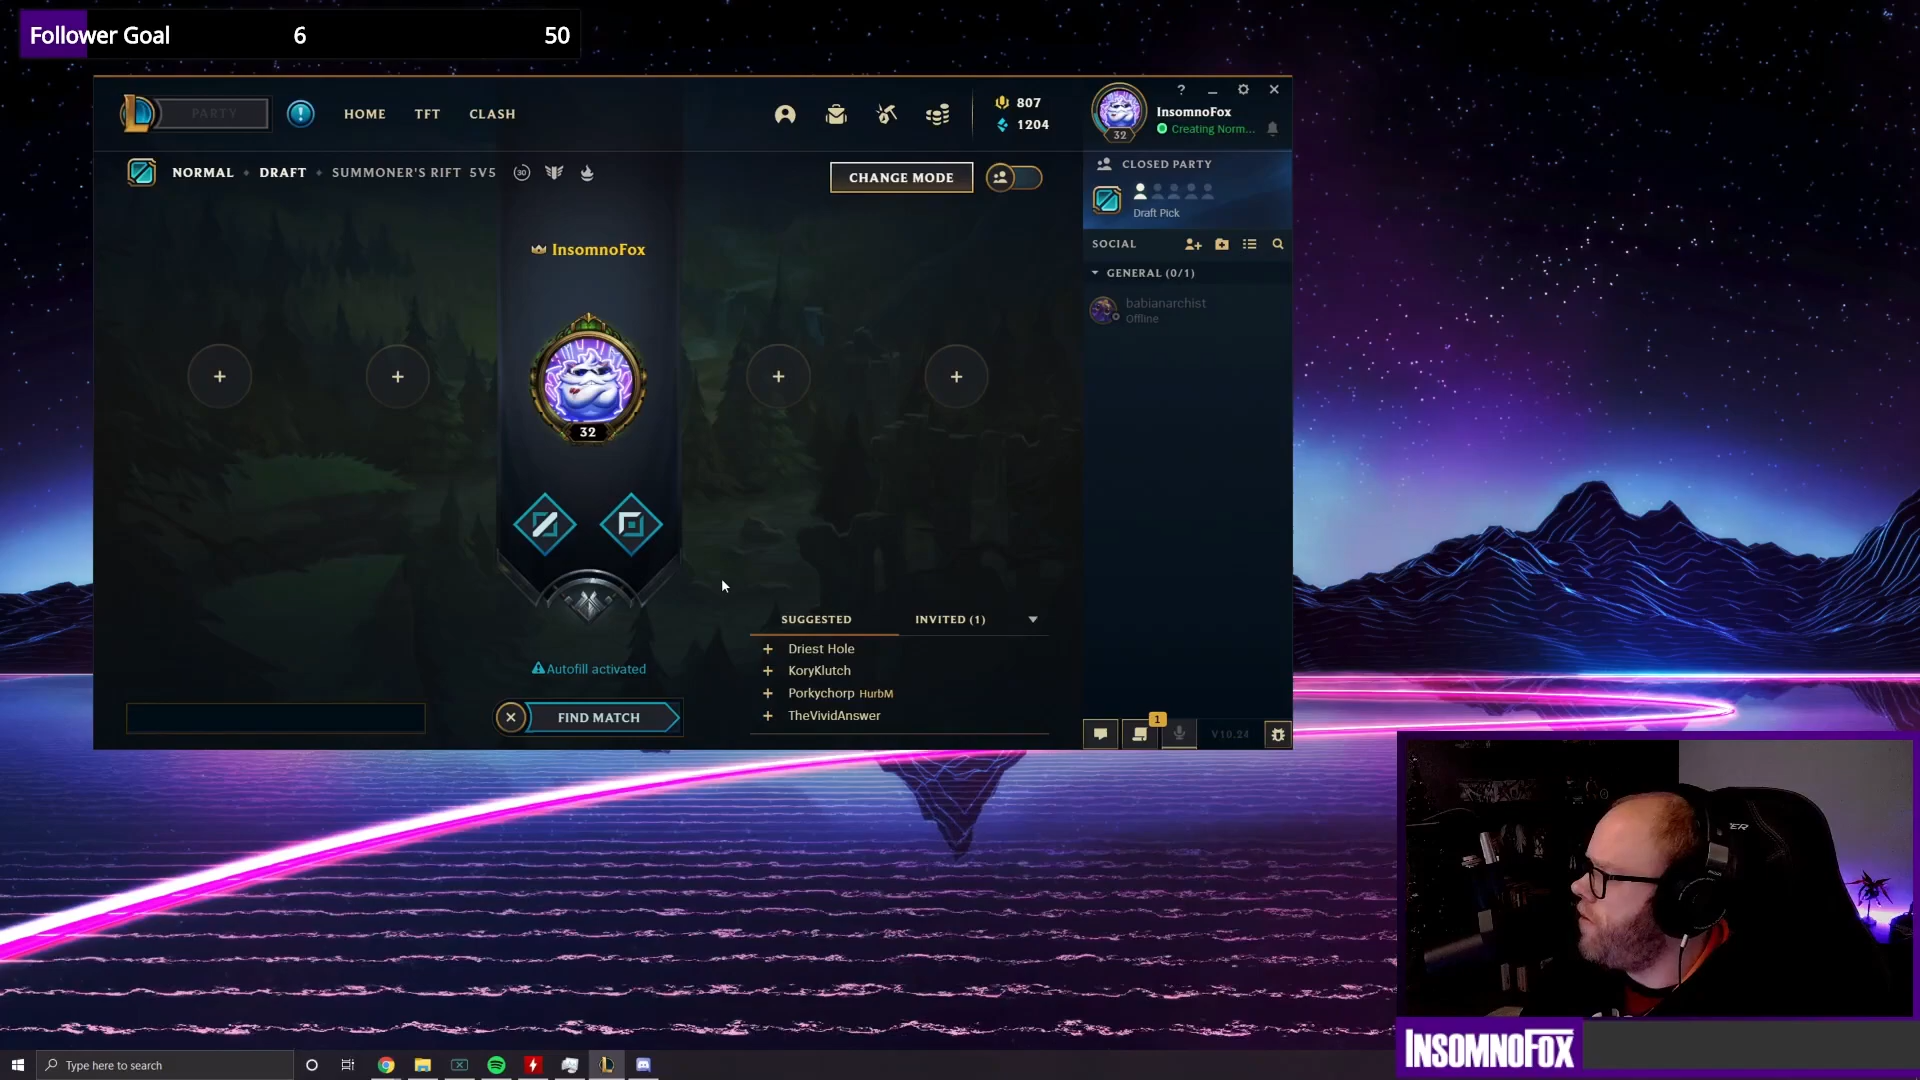 Follower Goal 6 50
PARTY
HOME
TFT
CLASH
807
1204
32
InsomnoFox
Creating Norm...
NORMAL • DRAFT • SUMMONER'S RIFT 5V5
30
CHANGE MODE
CLOSED PARTY
Draft Pick
SOCIAL
GENERAL (0/1)
babianarchist
Offline
InsomnoFox
32
SUGGESTED
INVITED (1)
Driest Hole
KoryKlutch
Porkychorp HurbM
TheVividAnswer
Autofill activated
FIND MATCH
1
V10.24
INSOMNOFOX
Type here to search